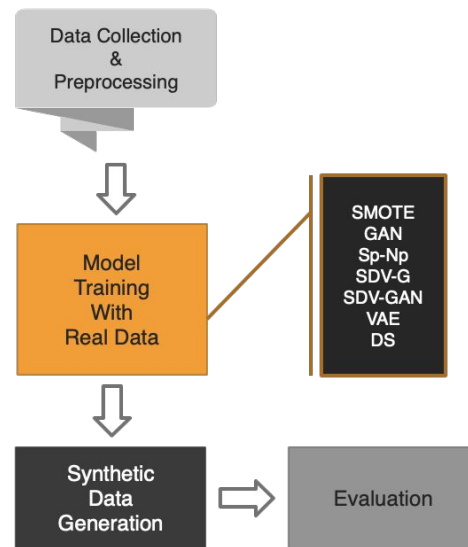 Data Collection
&
Preprocessing
Model
Training
With
Real Data
SMOTE
GAN
Sp-Np
SDV-G
SDV-GAN
VAE
DS
Synthetic
Data
Generation
Evaluation